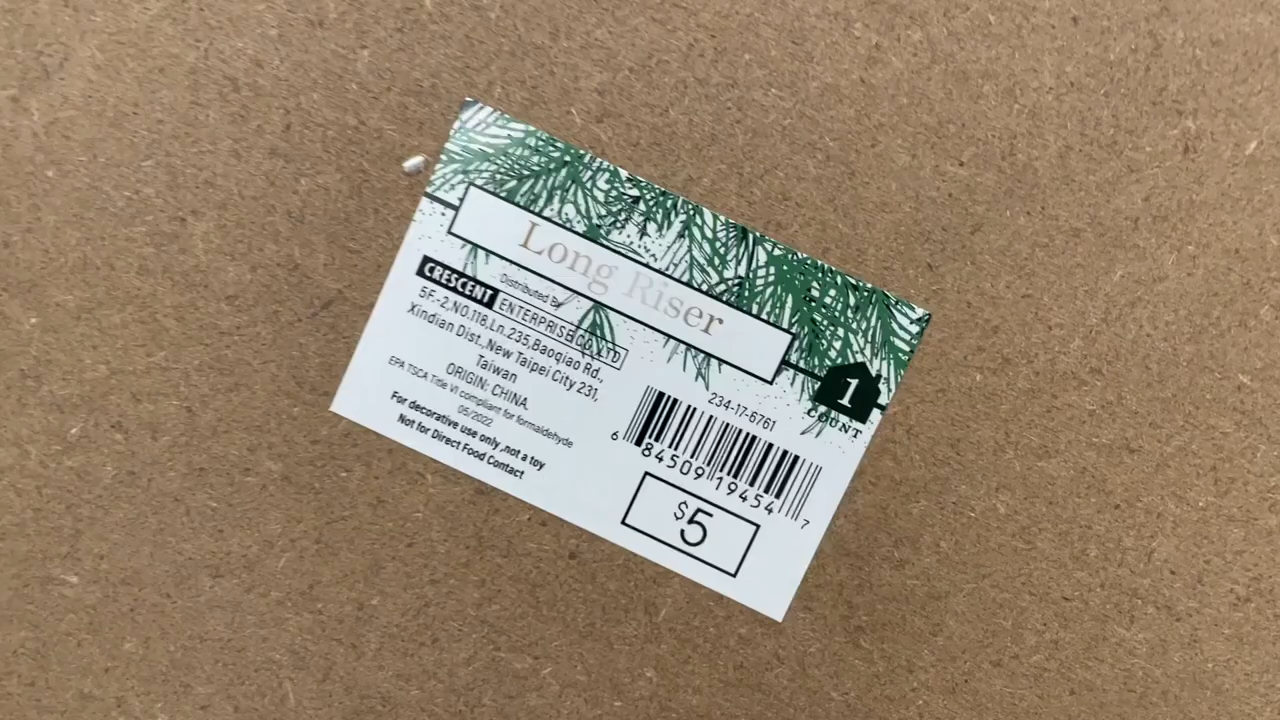 Long Riser
Distributed By
CRESCENT ENTERPRISE CO.,LTD
5F.-2,NO.118,Ln.235,Baoqiao Rd.,
Xindian Dist.,New Taipei City 231,
Taiwan
ORIGIN: CHINA.
EPA TSCA Title VI compliant for formaldehyde
05/2022
For decorative use only ,not a toy
Not for Direct Food Contact
1
COUNT
234-17-6761
6 84509 19454 7
$5